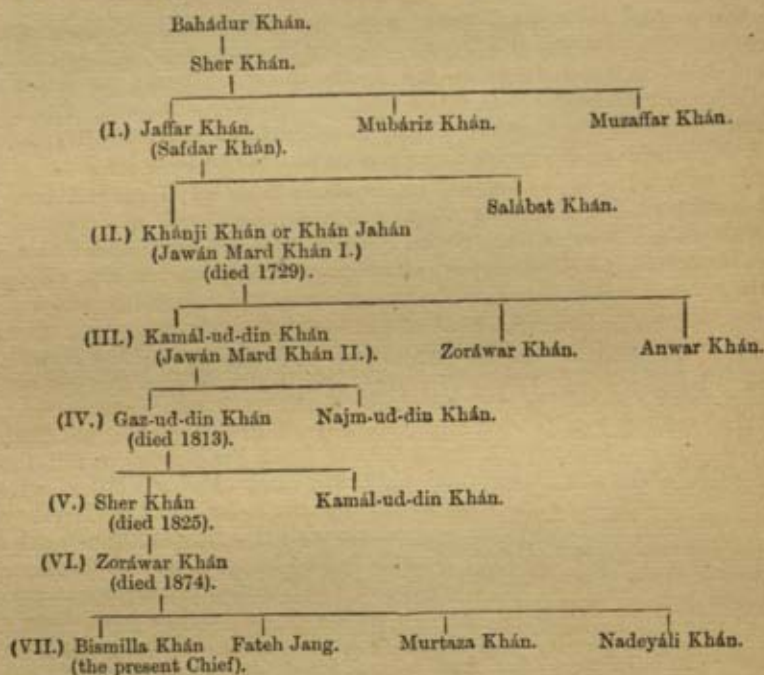 Bahádur Khán.
Sher Khán.
(I.) Jaffar Khán. Mubáriz Khán. Muzaffar Khán.
(Safdar Khán).
Salábat Khán.
(II.) Khánji Khán or Khán Jahán
(Jawán Mard Khán I.)
(died 1729).
(III.) Kamál-ud-din Khán Zoráwar Khán. Anwar Khán.
(Jawán Mard Khán II.).
(IV.) Gaz-ud-din Khán Najm-ud-din Khán.
(died 1813).
(V.) Sher Khán Kamál-ud-din Khán.
(died 1825).
(VI.) Zoráwar Khán
(died 1874).
(VII.) Bismilla Khán Fateh Jang. Murtaza Khán. Nadeyáli Khán.
(the present Chief).